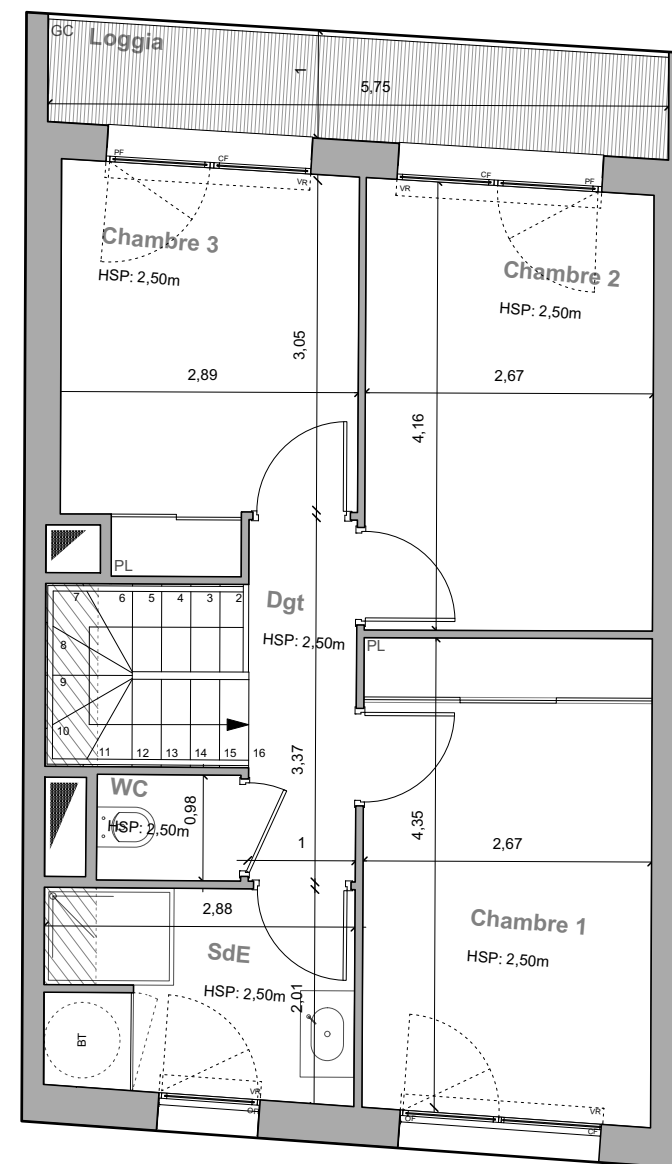 GC Loggia
1
5,75
PF
CF
VR
CF
PF
VR
Chambre 3
HSP: 2,50m
Chambre 2
HSP: 2,50m
3,05
2,89
2,67
4,16
PL
7
6
5
4
3
2
Dgt
HSP: 2,50m
PL
8
9
10
11
12
13
14
15
16
3,37
WC
HSP: 2,50m
0,98
1
4,35
2,67
2,88
Chambre 1
HSP: 2,50m
SdE
HSP: 2,50m
2,01
BT
VR
OF
VR
OF
CF